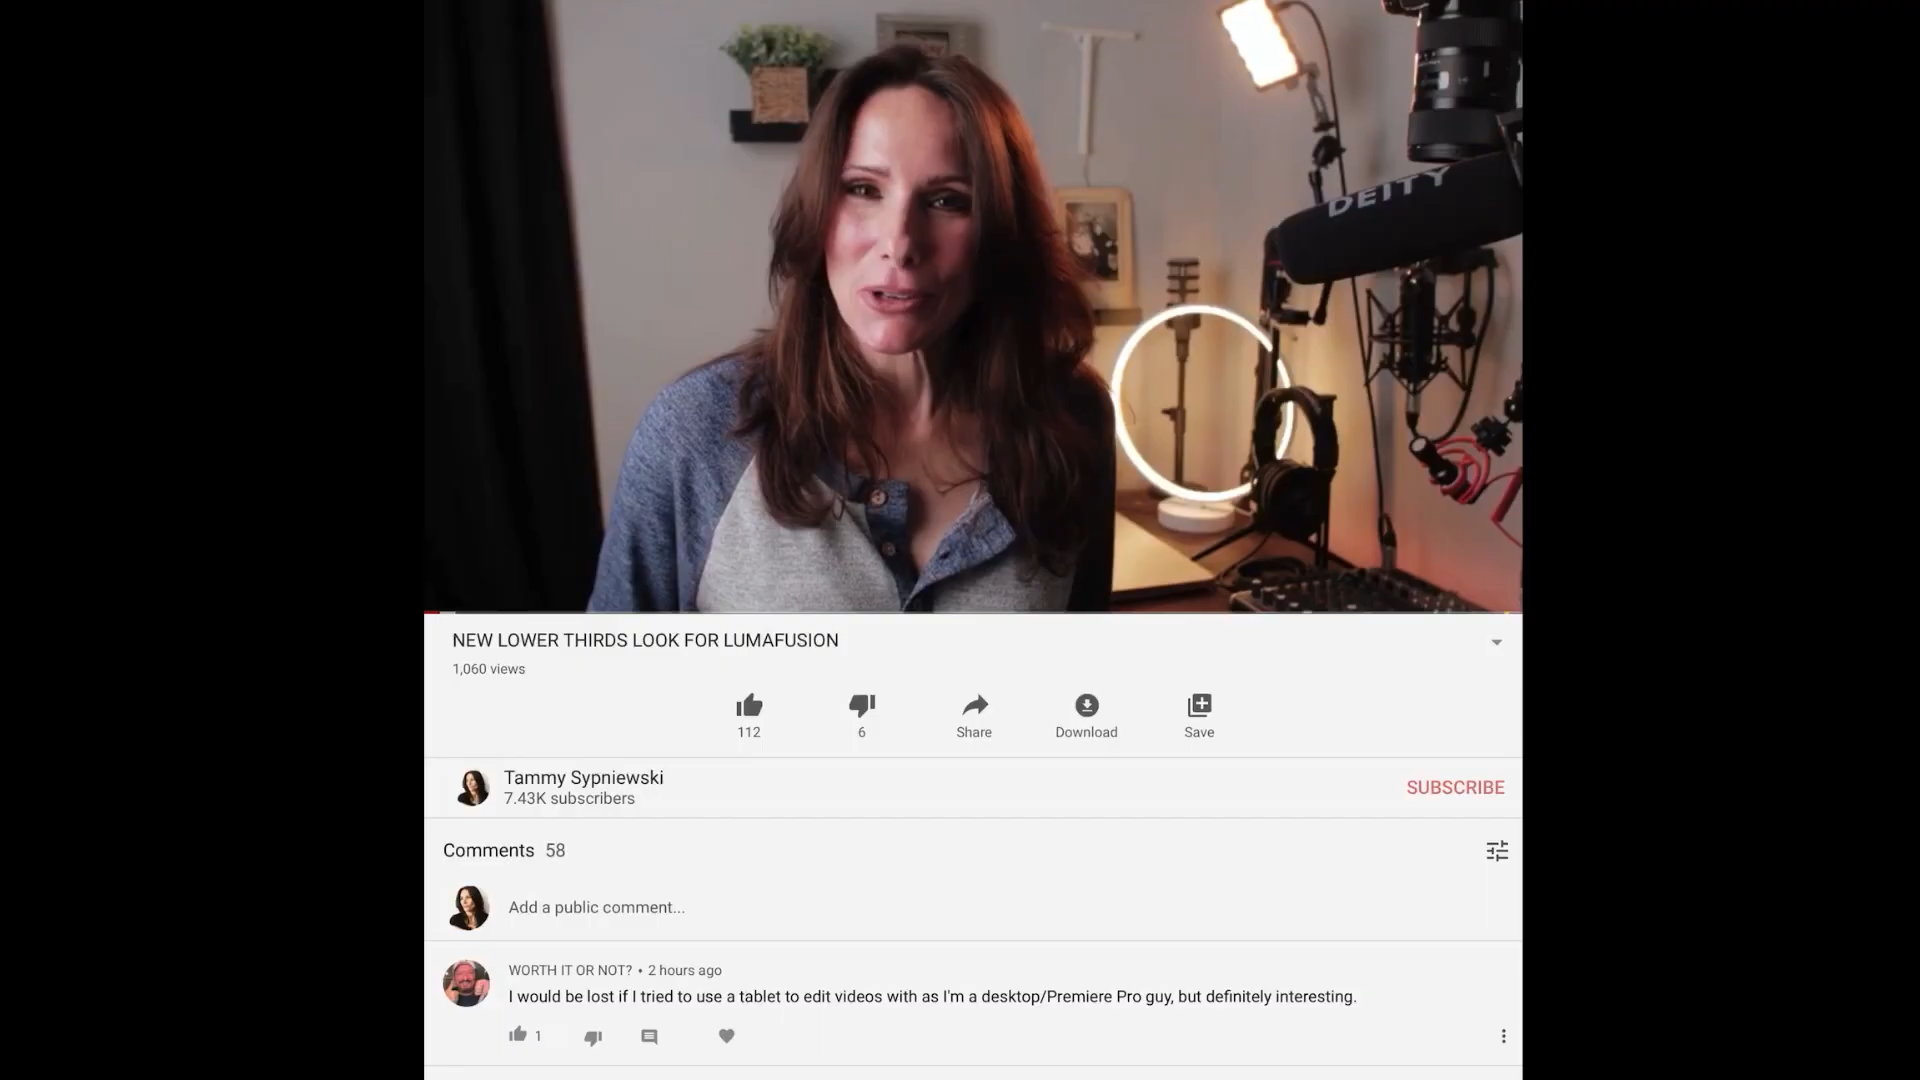 DEITY
NEW LOWER THIRDS LOOK FOR LUMAFUSION
1,060 views
112
6
Share
Download
Save
Tammy Sypniewski
7.43K subscribers
SUBSCRIBE
Comments 58
Add a public comment...
WORTH IT OR NOT? • 2 hours ago
I would be lost if I tried to use a tablet to edit videos with as I'm a desktop/Premiere Pro guy, but definitely interesting.
1